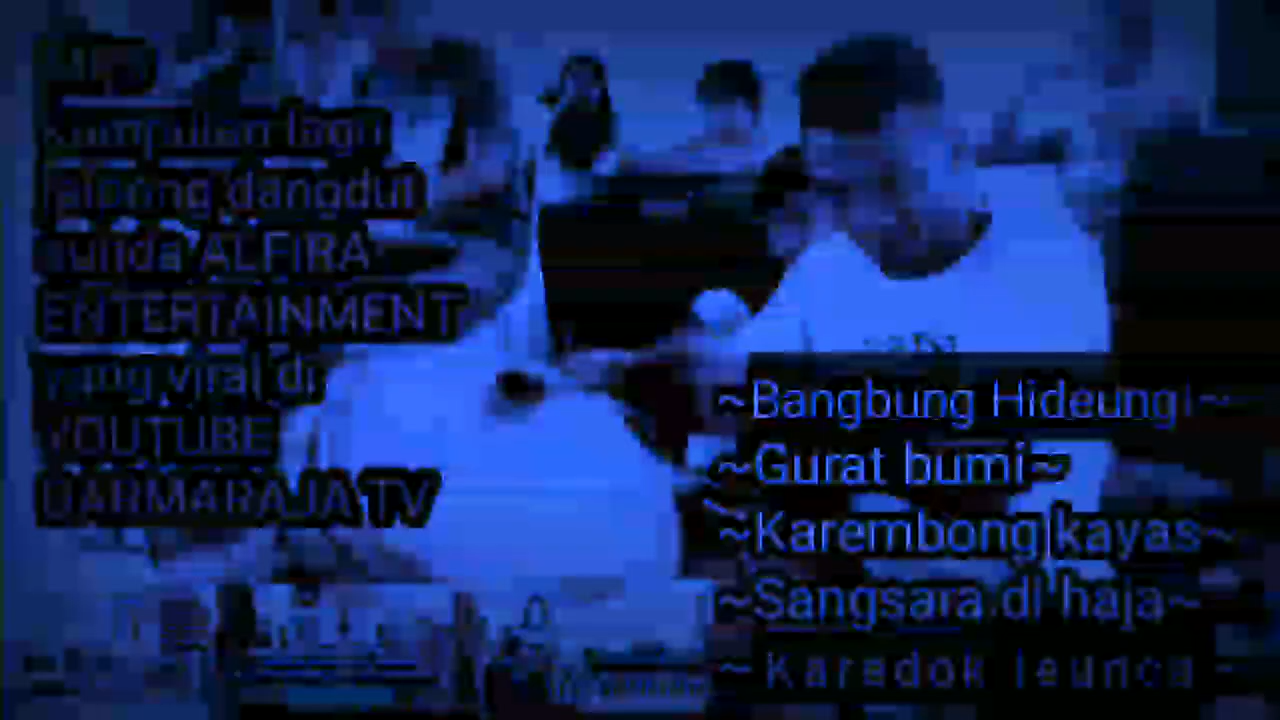 Kumpulan lagu
jaipong dangdut
sunda ALFIRA
ENTERTAINMENT
yang viral di
YOUTUBE
DARMARAJA TV
~Bangbung Hideung~
~Gurat bumi~
~Karembong kayas~
~Sangsara di haja~
~Karedok leunca~